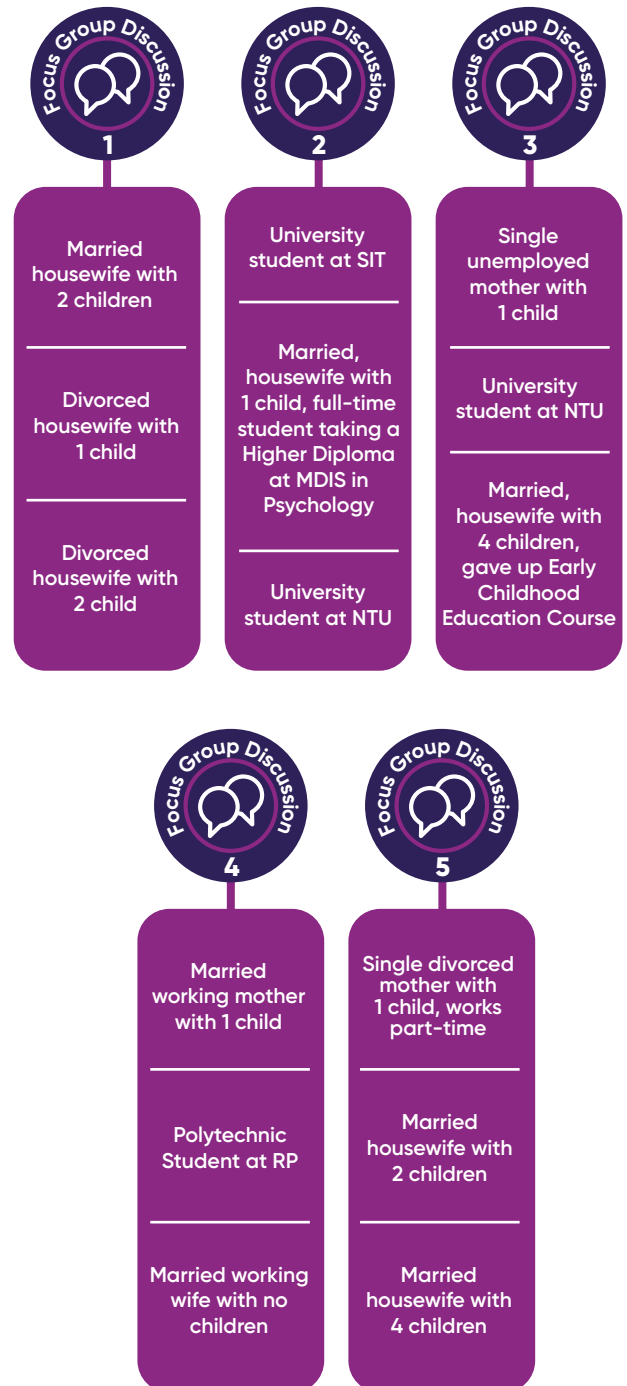 Focus Group Discussion
1
Married
housewife with
2 children
Divorced
housewife with
1 child
Divorced
housewife with
2 child
Focus Group Discussion
2
University
student at SIT
Married,
housewife with
1 child, full-time
student taking a
Higher Diploma
at MDIS in
Psychology
University
student at NTU
Focus Group Discussion
3
Single
unemployed
mother with
1 child
University
student at NTU
Married,
housewife with
4 children,
gave up Early
Childhood
Education Course
Focus Group Discussion
4
Married
working mother
with 1 child
Polytechnic
Student at RP
Married working
wife with no
children
Focus Group Discussion
5
Single divorced
mother with
1 child, works
part-time
Married
housewife with
2 children
Married
housewife with
4 children